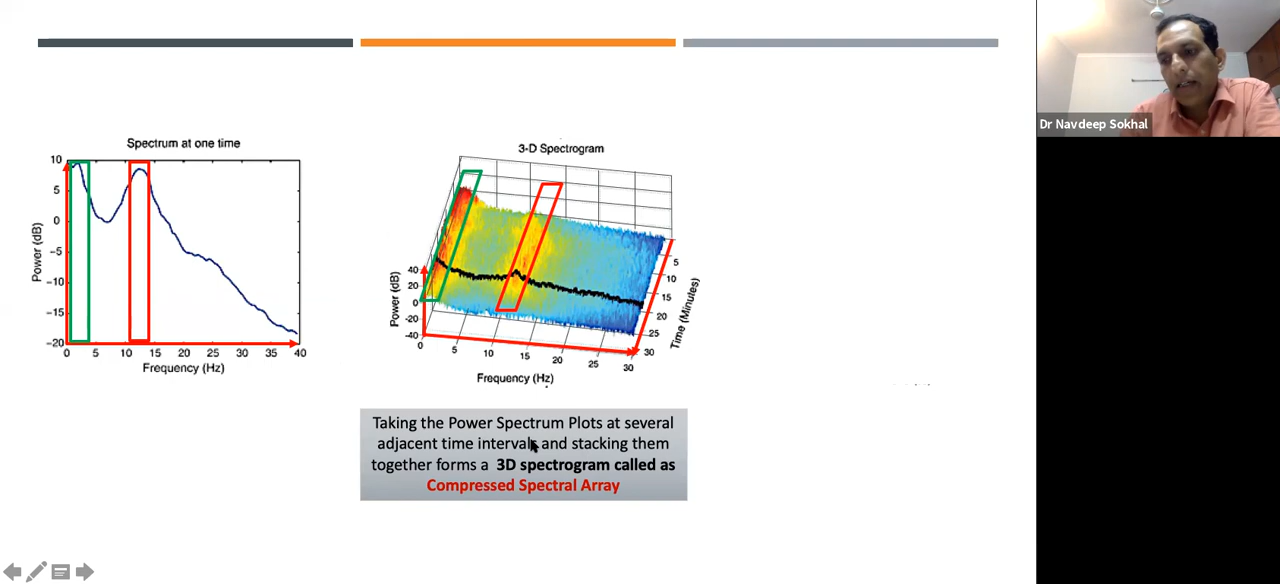 Spectrum at one time
10
5
0
−5
−10
−15
−20
Power (dB)
0 5 10 15 20 25 30 35 40
Frequency (Hz)
3-D Spectrogram
40
20
0
-20
-40
Power (dB)
0 5 10 15 20 25 30
Frequency (Hz)
5
10
15
20
25
30
Time (Minutes)
Taking the Power Spectrum Plots at several
adjacent time intervals and stacking them
together forms a 3D spectrogram called as
Compressed Spectral Array
Dr Navdeep Sokhal